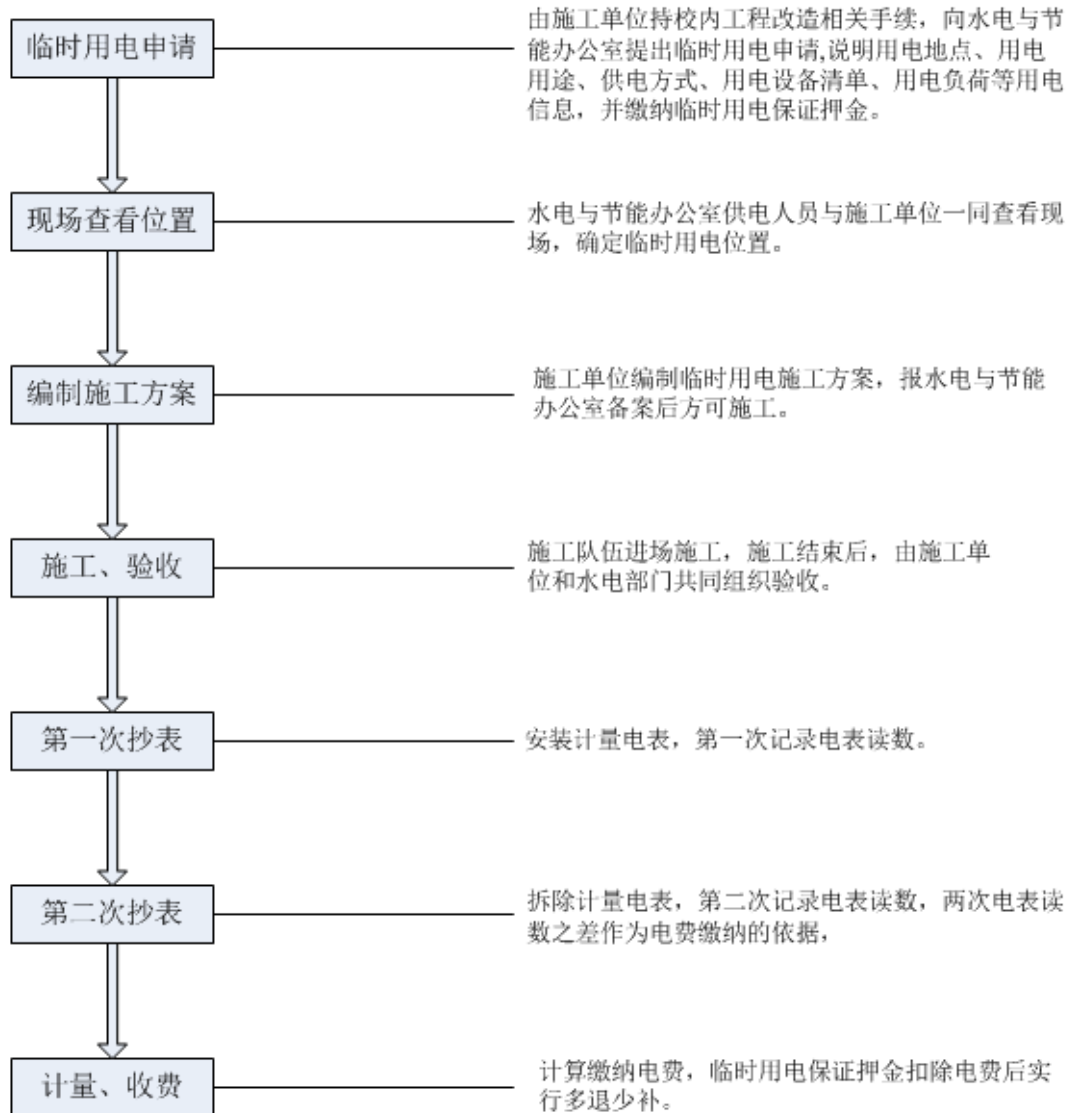 临时用电申请
由施工单位持校内工程改造相关手续，向水电与节
能办公室提出临时用电申请,说明用电地点、用电
用途、供电方式、用电设备清单、用电负荷等用电
信息，并缴纳临时用电保证押金。
现场查看位置
水电与节能办公室供电人员与施工单位一同查看现
场，确定临时用电位置。
编制施工方案
施工单位编制临时用电施工方案，报水电与节能
办公室备案后方可施工。
施工、验收
施工队伍进场施工，施工结束后，由施工单
位和水电部门共同组织验收。
第一次抄表
安装计量电表，第一次记录电表读数。
第二次抄表
拆除计量电表，第二次记录电表读数，两次电表读
数之差作为电费缴纳的依据，
计量、收费
计算缴纳电费，临时用电保证押金扣除电费后实
行多退少补。